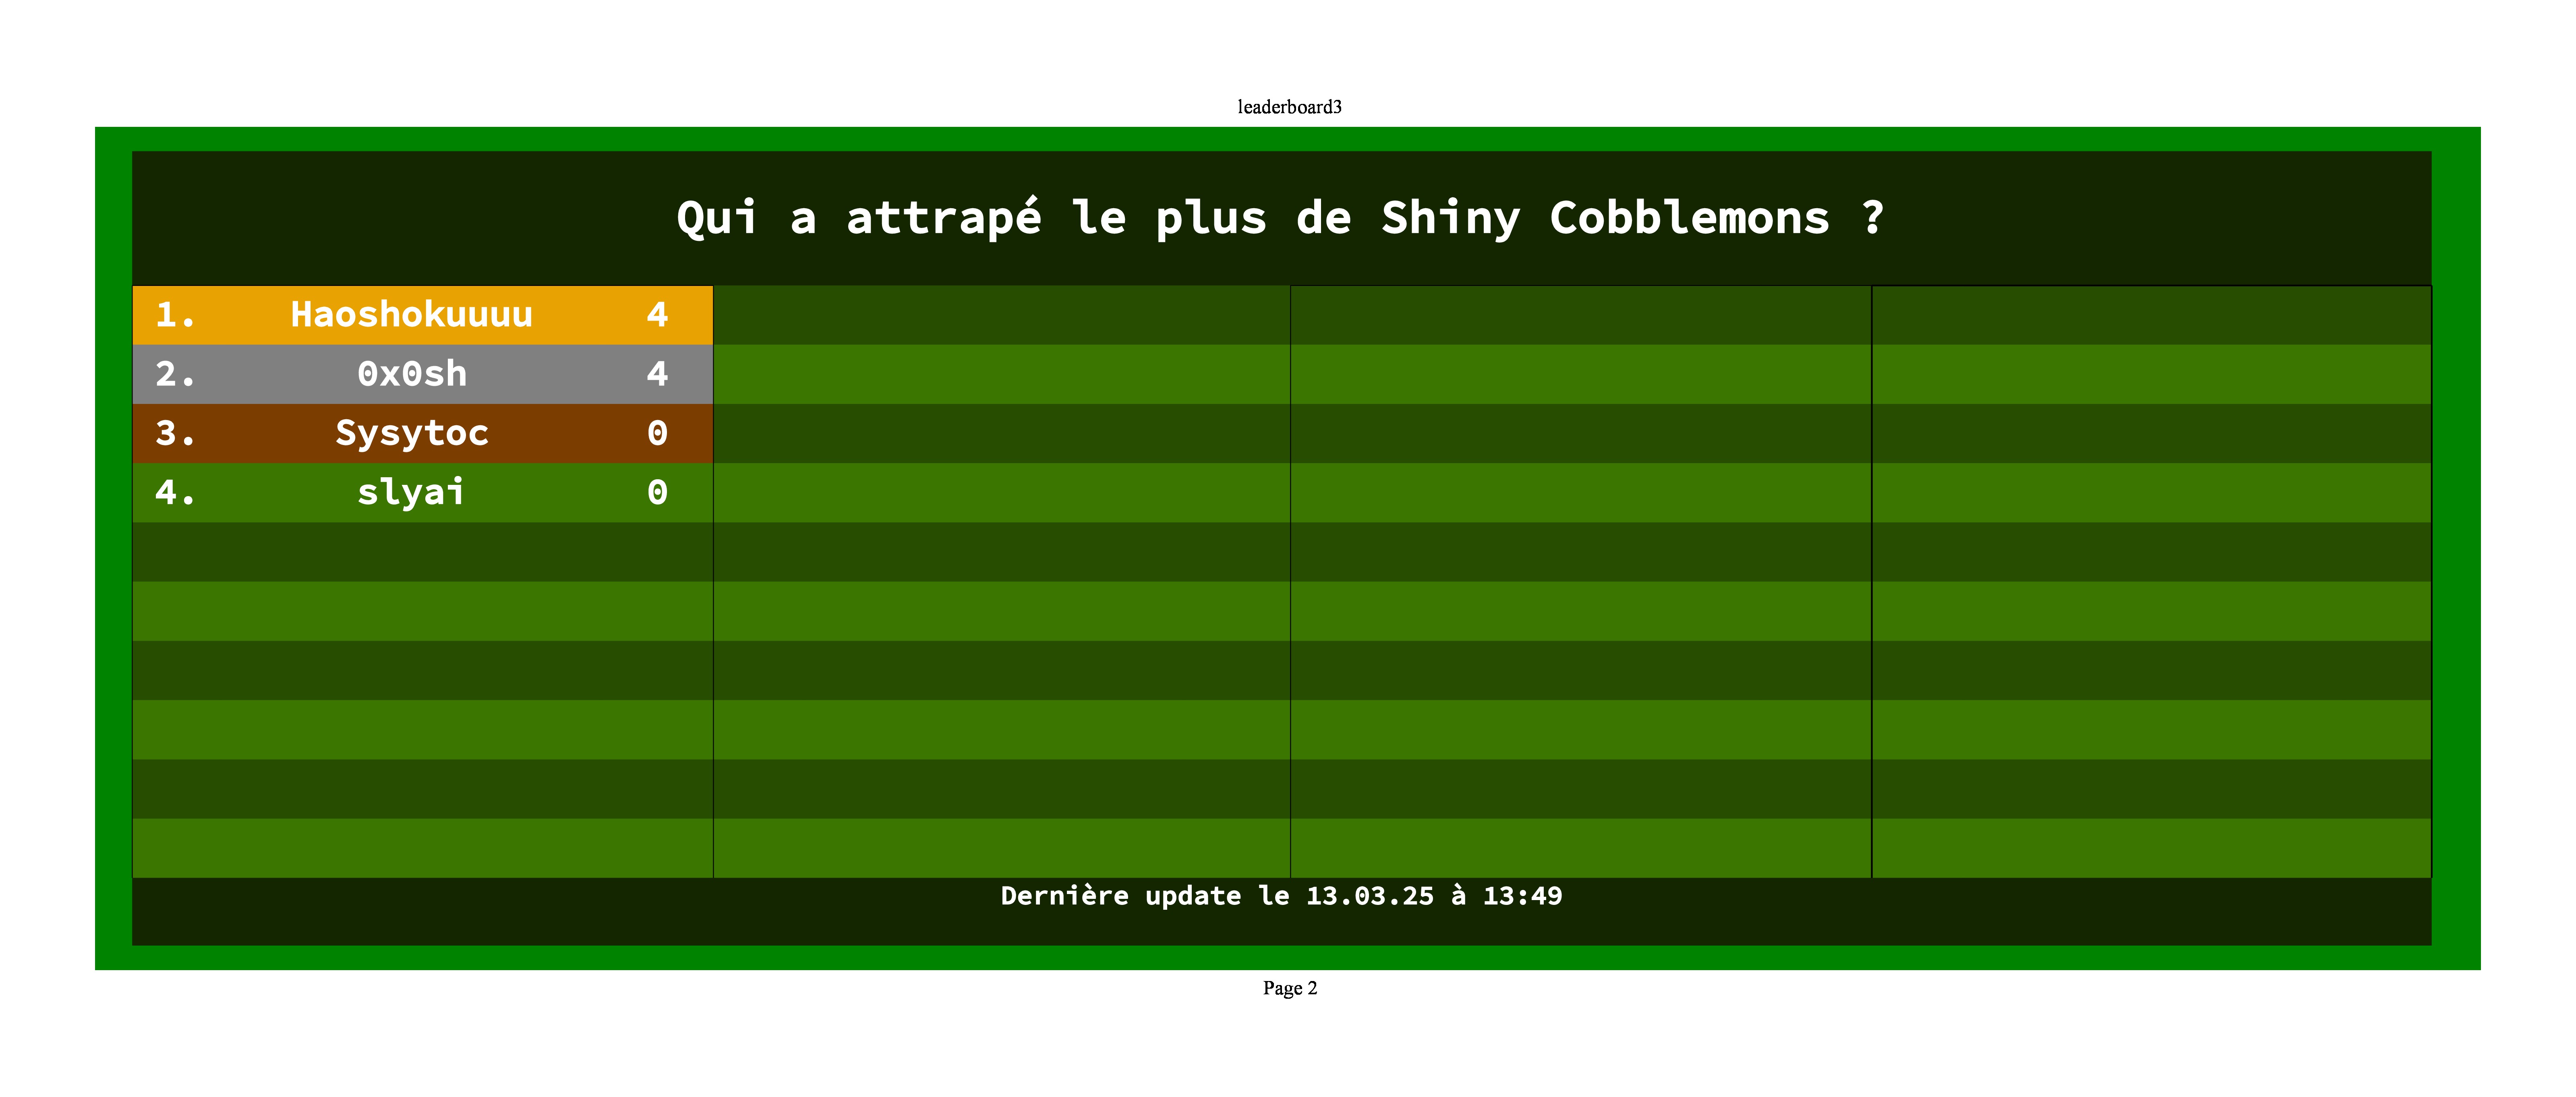 leaderboard3
Qui a attrapé le plus de Shiny Cobblemons ?
1. Haoshokuuuu 4
2. 0x0sh 4
3. Sysytoc 0
4. slyai 0
Dernière update le 13.03.25 à 13:49
Page 2